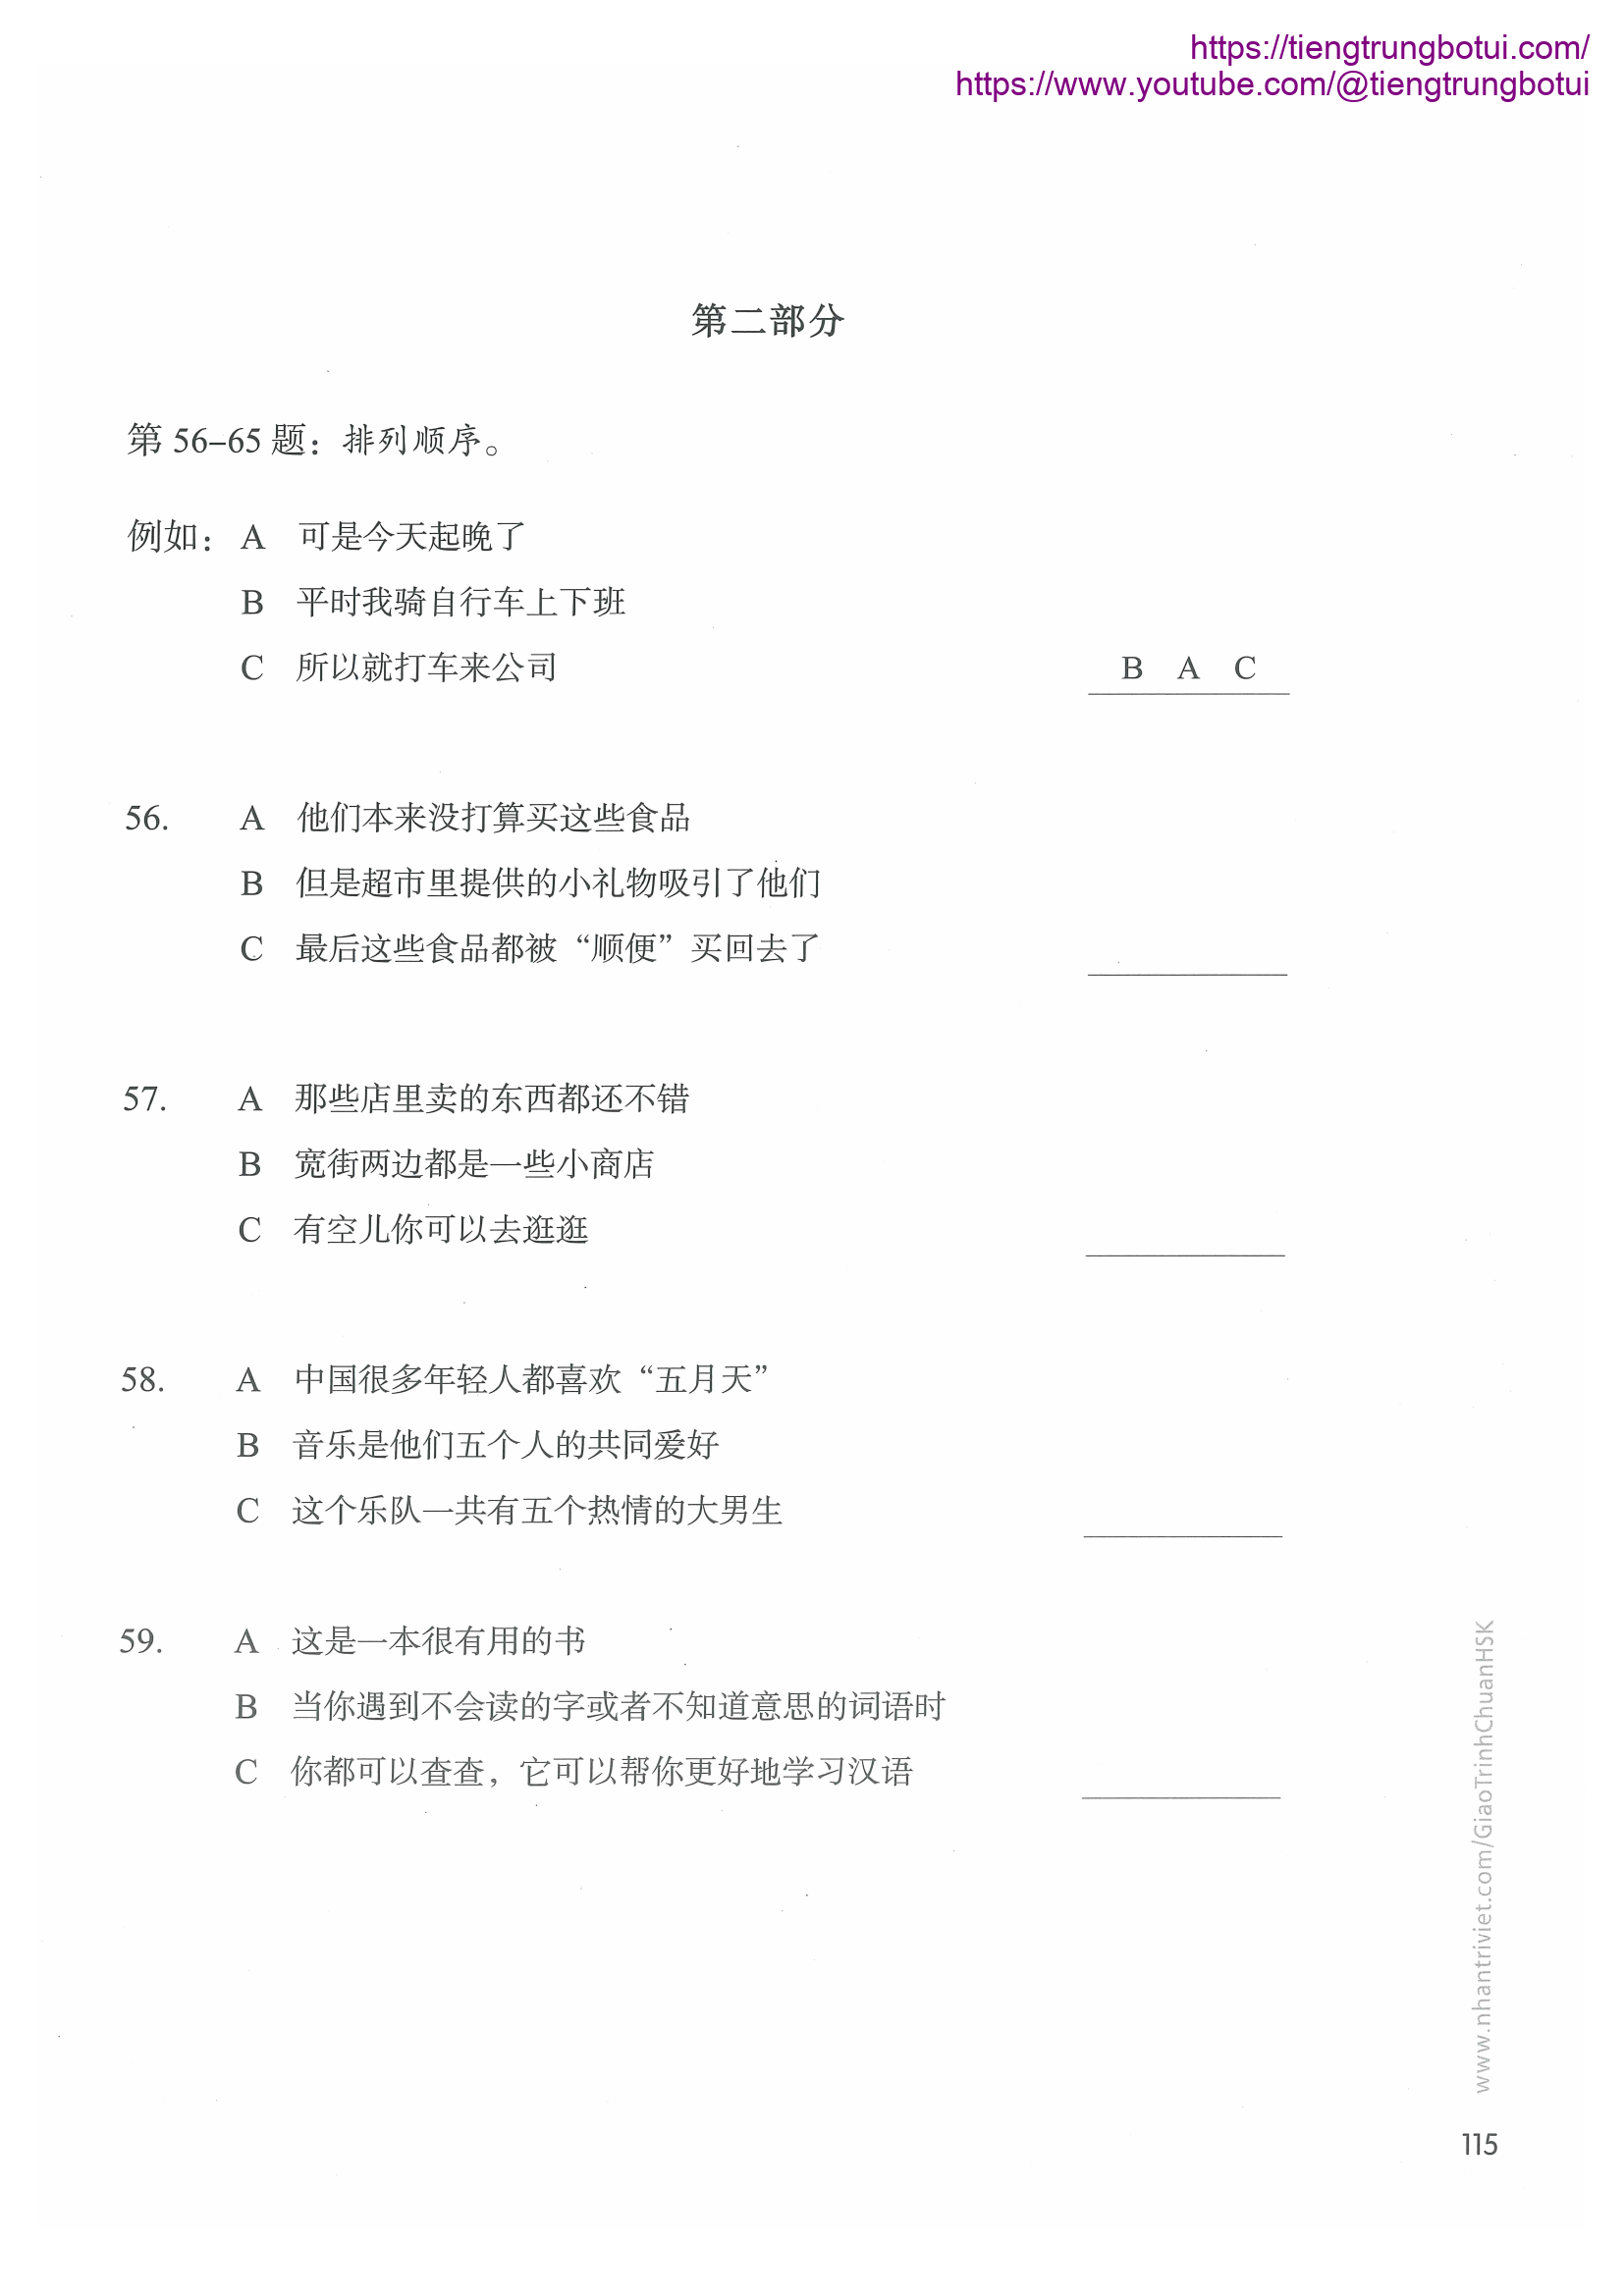 https://tiengtrungbotui.com/
https://www.youtube.com/@tiengtrungbotui
第二部分
第 56–65 题：排列顺序。
例如： A 可是今天起晚了
B 平时我骑自行车上下班
C 所以就打车来公司 B A C
56. A 他们本来没打算买这些食品
B 但是超市里提供的小礼物吸引了他们
C 最后这些食品都被“顺便”买回去了
57. A 那些店里卖的东西都还不错
B 宽街两边都是一些小商店
C 有空儿你可以去逛逛
58. A 中国很多年轻人都喜欢“五月天”
B 音乐是他们五个人的共同爱好
C 这个乐队一共有五个热情的大男生
59. A 这是一本很有用的书
B 当你遇到不会读的字或者不知道意思的词语时
C 你都可以查查，它可以帮你更好地学习汉语
www.nhantriviet.com/GiaoTrinhChuanHSK
115